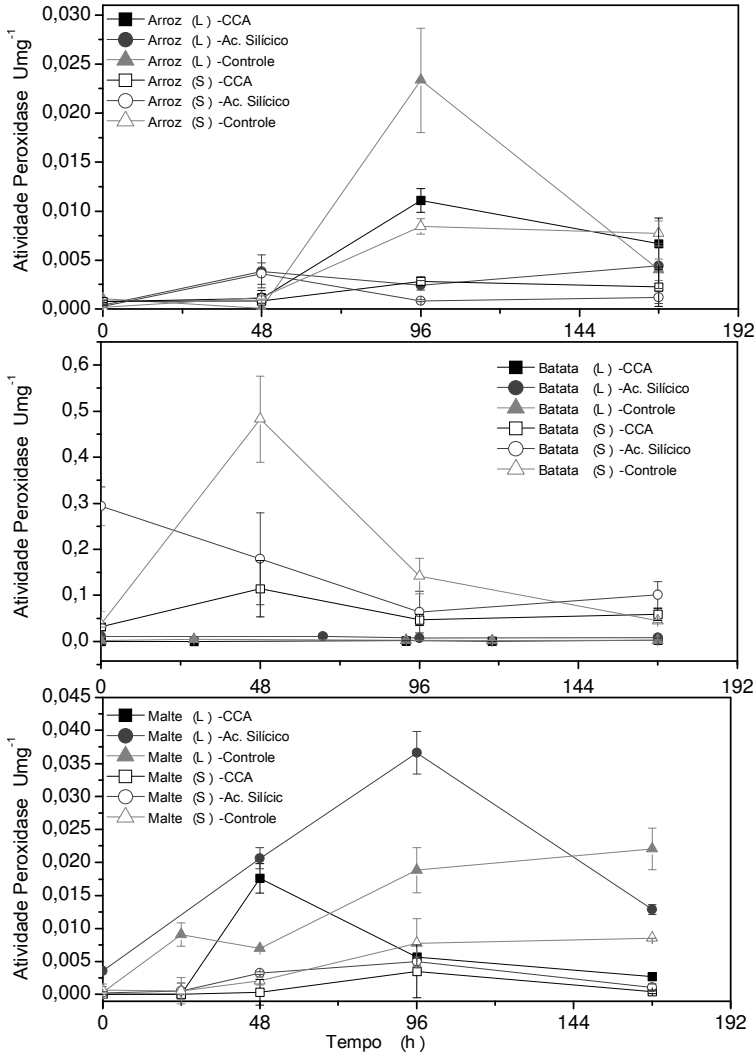 0,030
0,025
0,020
0,015
0,010
0,005
0,000
Atividade Peroxidase Umg-1
Arroz (L)-CCA
Arroz (L)-Ac. Silícico
Arroz (L)-Controle
Arroz (S)-CCA
Arroz (S)-Ac. Silícico
Arroz (S)-Controle
0 48 96 144 192
0,6
0,5
0,4
0,3
0,2
0,1
0,0
Atividade Peroxidase Umg-1
Batata (L)-CCA
Batata (L)-Ac. Silícico
Batata (L)-Controle
Batata (S)-CCA
Batata (S)-Ac. Silícico
Batata (S)-Controle
0 48 96 144 192
0,045
0,040
0,035
0,030
0,025
0,020
0,015
0,010
0,005
0,000
Atividade Peroxidase Umg-1
Malte (L)-CCA
Malte (L)-Ac. Silícico
Malte (L)-Controle
Malte (S)-CCA
Malte (S)-Ac. Silícic
Malte (S)-Controle
0 48 96 144 192
Tempo (h)